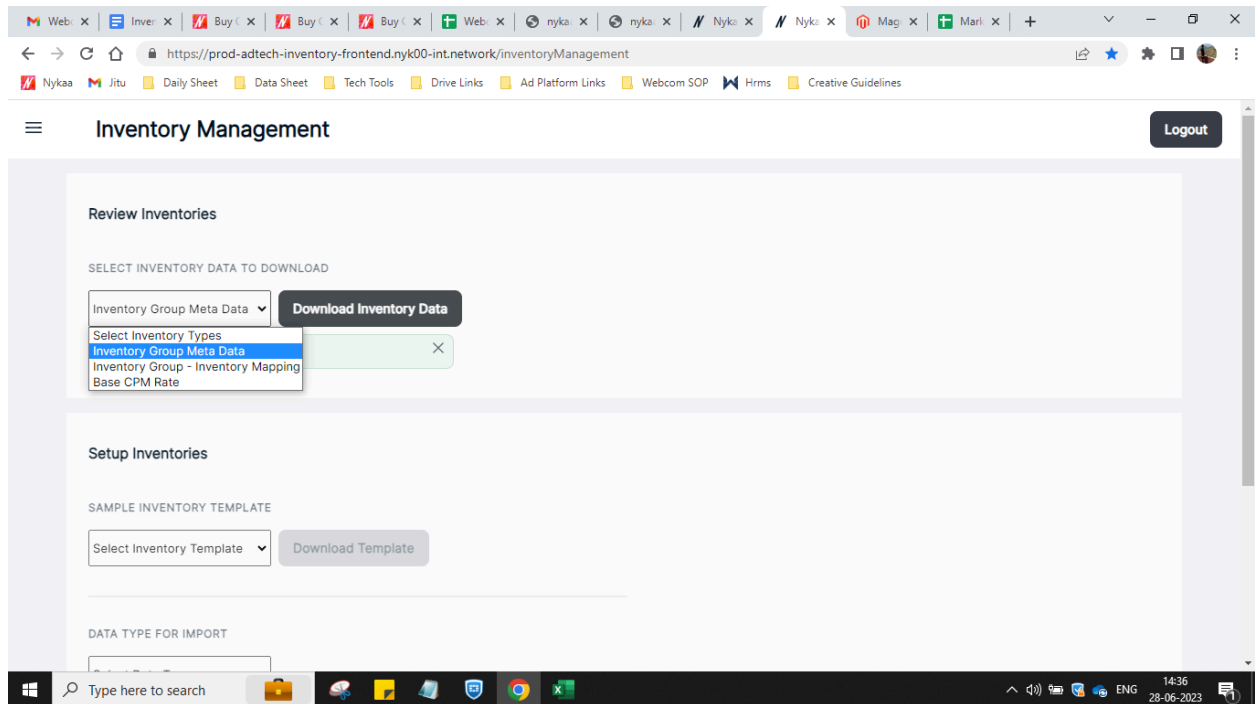 Webc Inver Buy C Buy C Buy C Webc nyka nyka Nyka Nyka Mag Mark
https://prod-adtech-inventory-frontend.nyk00-int.network/inventoryManagement
Nykaa Jitu Daily Sheet Data Sheet Tech Tools Drive Links Ad Platform Links Webcom SOP Hrms Creative Guidelines
Inventory Management
Logout
Review Inventories
SELECT INVENTORY DATA TO DOWNLOAD
Inventory Group Meta Data Download Inventory Data
Select Inventory Types
Inventory Group Meta Data
Inventory Group - Inventory Mapping
Base CPM Rate
Setup Inventories
SAMPLE INVENTORY TEMPLATE
Select Inventory Template Download Template
DATA TYPE FOR IMPORT
Type here to search
ENG
14:36
28-06-2023
1